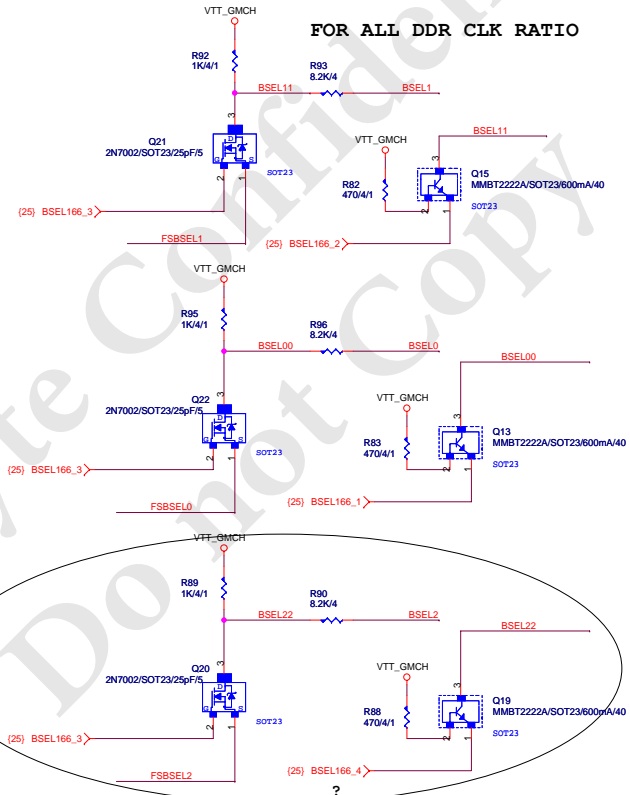 VTT_GMCH
FOR ALL DDR CLK RATIO
R92
1K/4/1
R93
8.2K/4
BSEL11
BSEL1
3
Q21
2N7002/SOT23/25pF/5
D
G
S
SOT23
2
1
{25} BSEL166_3
FSBSEL1
VTT_GMCH
BSEL11
3
R82
470/4/1
Q15
MMBT2222A/SOT23/600mA/40
SOT23
2
1
{25} BSEL166_2
VTT_GMCH
R95
1K/4/1
R96
8.2K/4
BSEL00
BSEL0
3
Q22
2N7002/SOT23/25pF/5
D
G
S
SOT23
2
1
{25} BSEL166_3
FSBSEL0
BSEL00
VTT_GMCH
3
R83
470/4/1
Q13
MMBT2222A/SOT23/600mA/40
SOT23
2
1
{25} BSEL166_1
VTT_GMCH
R89
1K/4/1
R90
8.2K/4
BSEL22
BSEL2
3
Q20
2N7002/SOT23/25pF/5
D
G
S
SOT23
2
1
{25} BSEL166_3
FSBSEL2
BSEL22
VTT_GMCH
3
R88
470/4/1
Q19
MMBT2222A/SOT23/600mA/40
SOT23
2
1
{25} BSEL166_4
?
Do not Copy